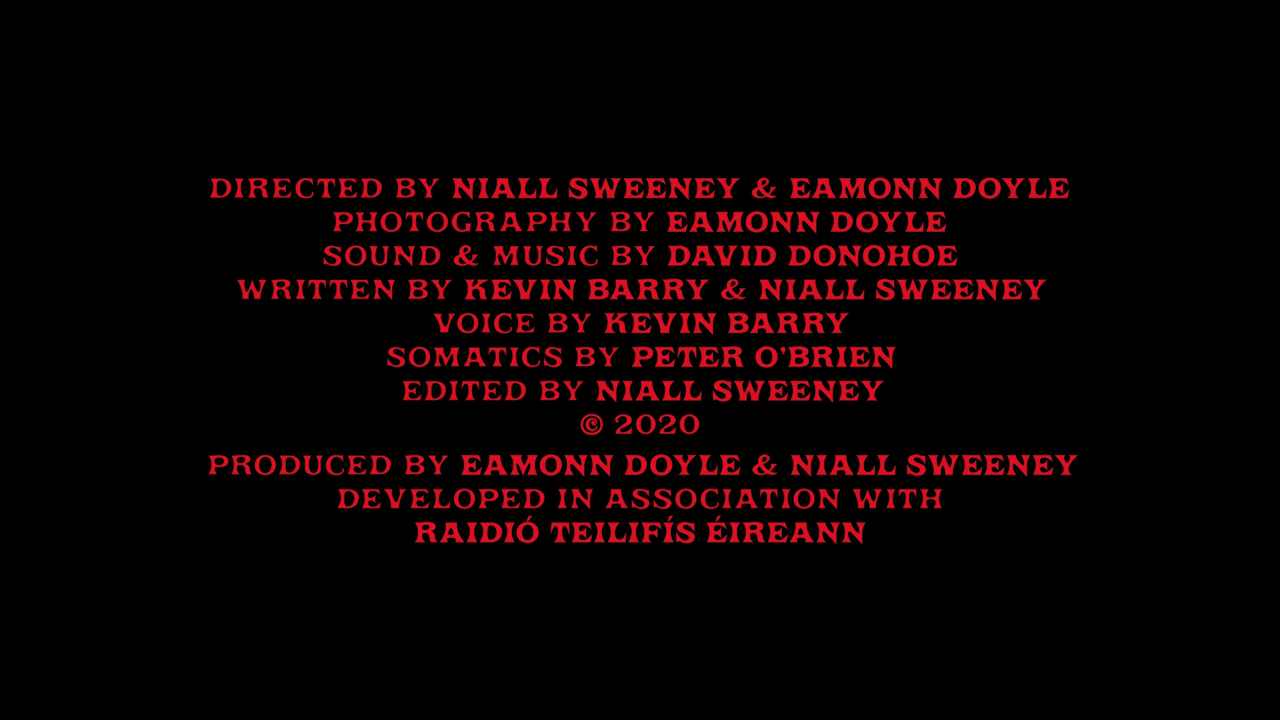 DIRECTED BY NIALL SWEENEY & EAMONN DOYLE
PHOTOGRAPHY BY EAMONN DOYLE
SOUND & MUSIC BY DAVID DONOHOE
WRITTEN BY KEVIN BARRY & NIALL SWEENEY
VOICE BY KEVIN BARRY
SOMATICS BY PETER O’BRIEN
EDITED BY NIALL SWEENEY
© 2020
PRODUCED BY EAMONN DOYLE & NIALL SWEENEY
DEVELOPED IN ASSOCIATION WITH
RAIDIÓ TEILIFÍS ÉIREANN